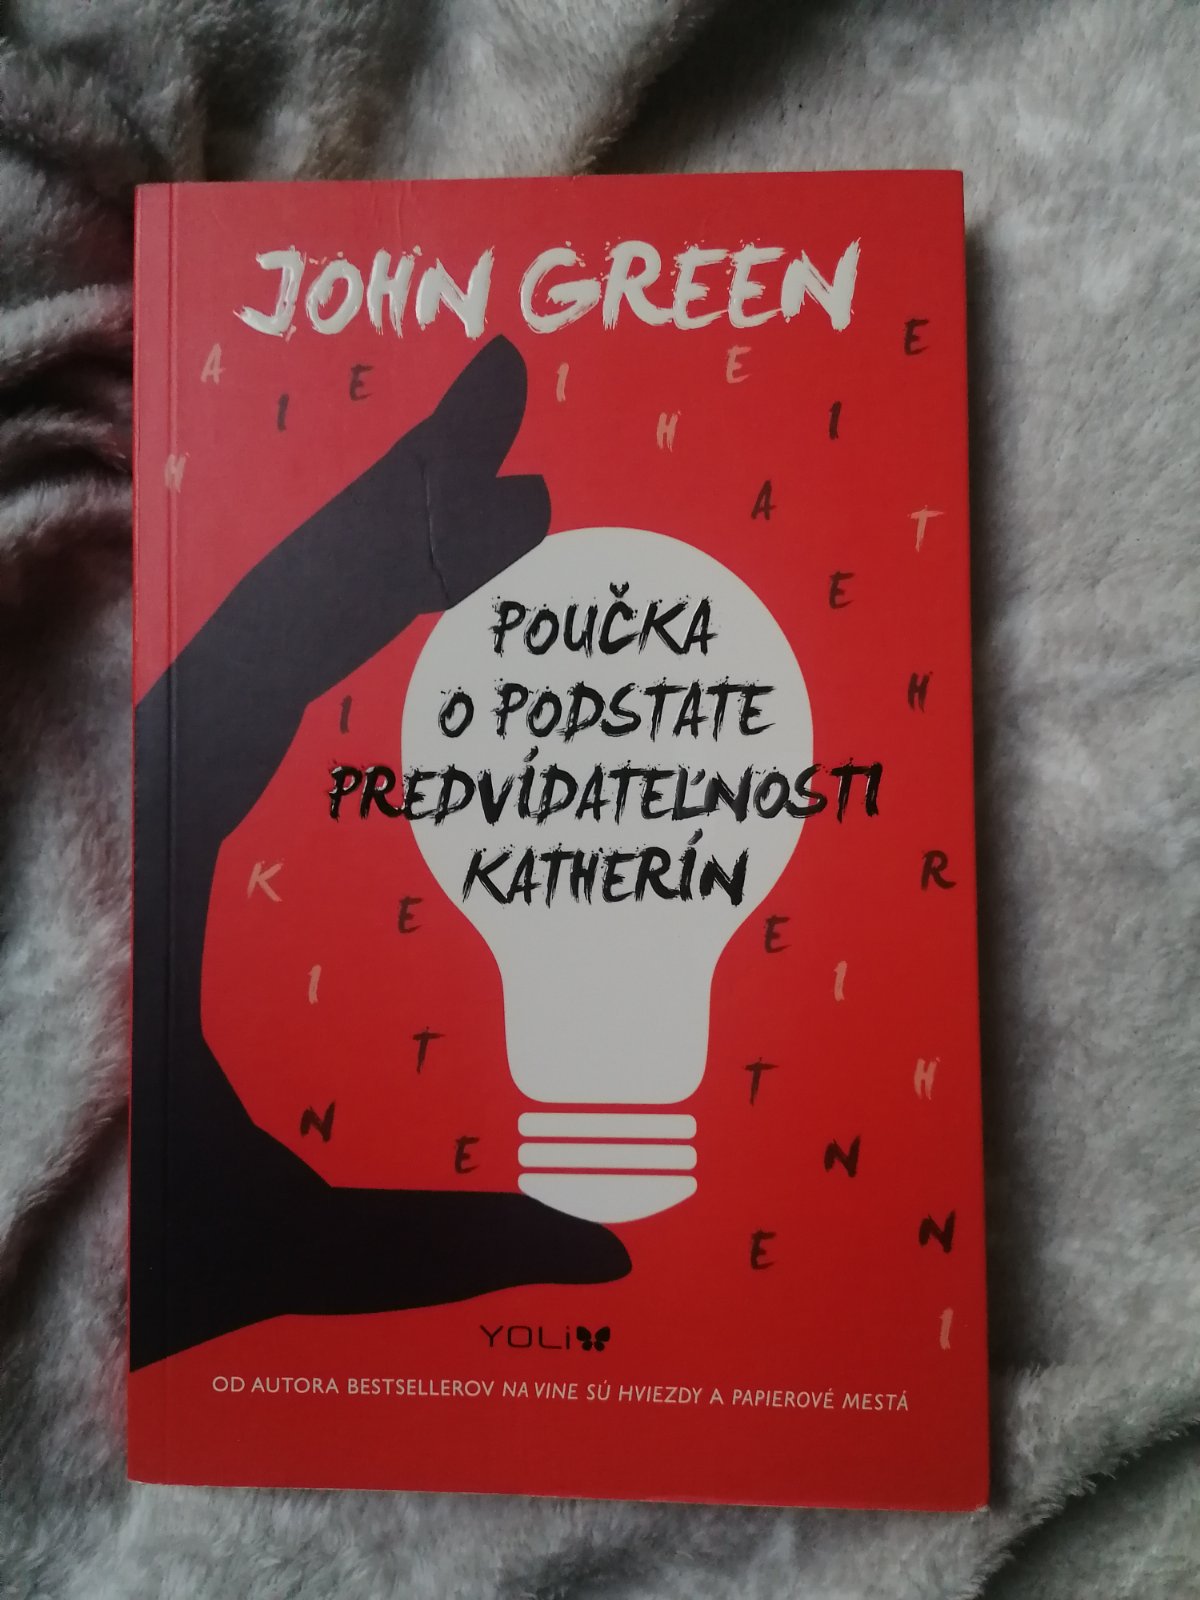 JOHN GREEN
A
I
E
I
H
E
I
E
H
A
T
E
POUČKA
O PODSTATE
PREDVÍDATEĽNOSTI
KATHERÍN
H
I
K
E
R
E
I
I
T
T
H
N
E
N
E
N
I
YOLi
OD AUTORA BESTSELLEROV NA VINE SÚ HVIEZDY A PAPIEROVÉ MESTÁ